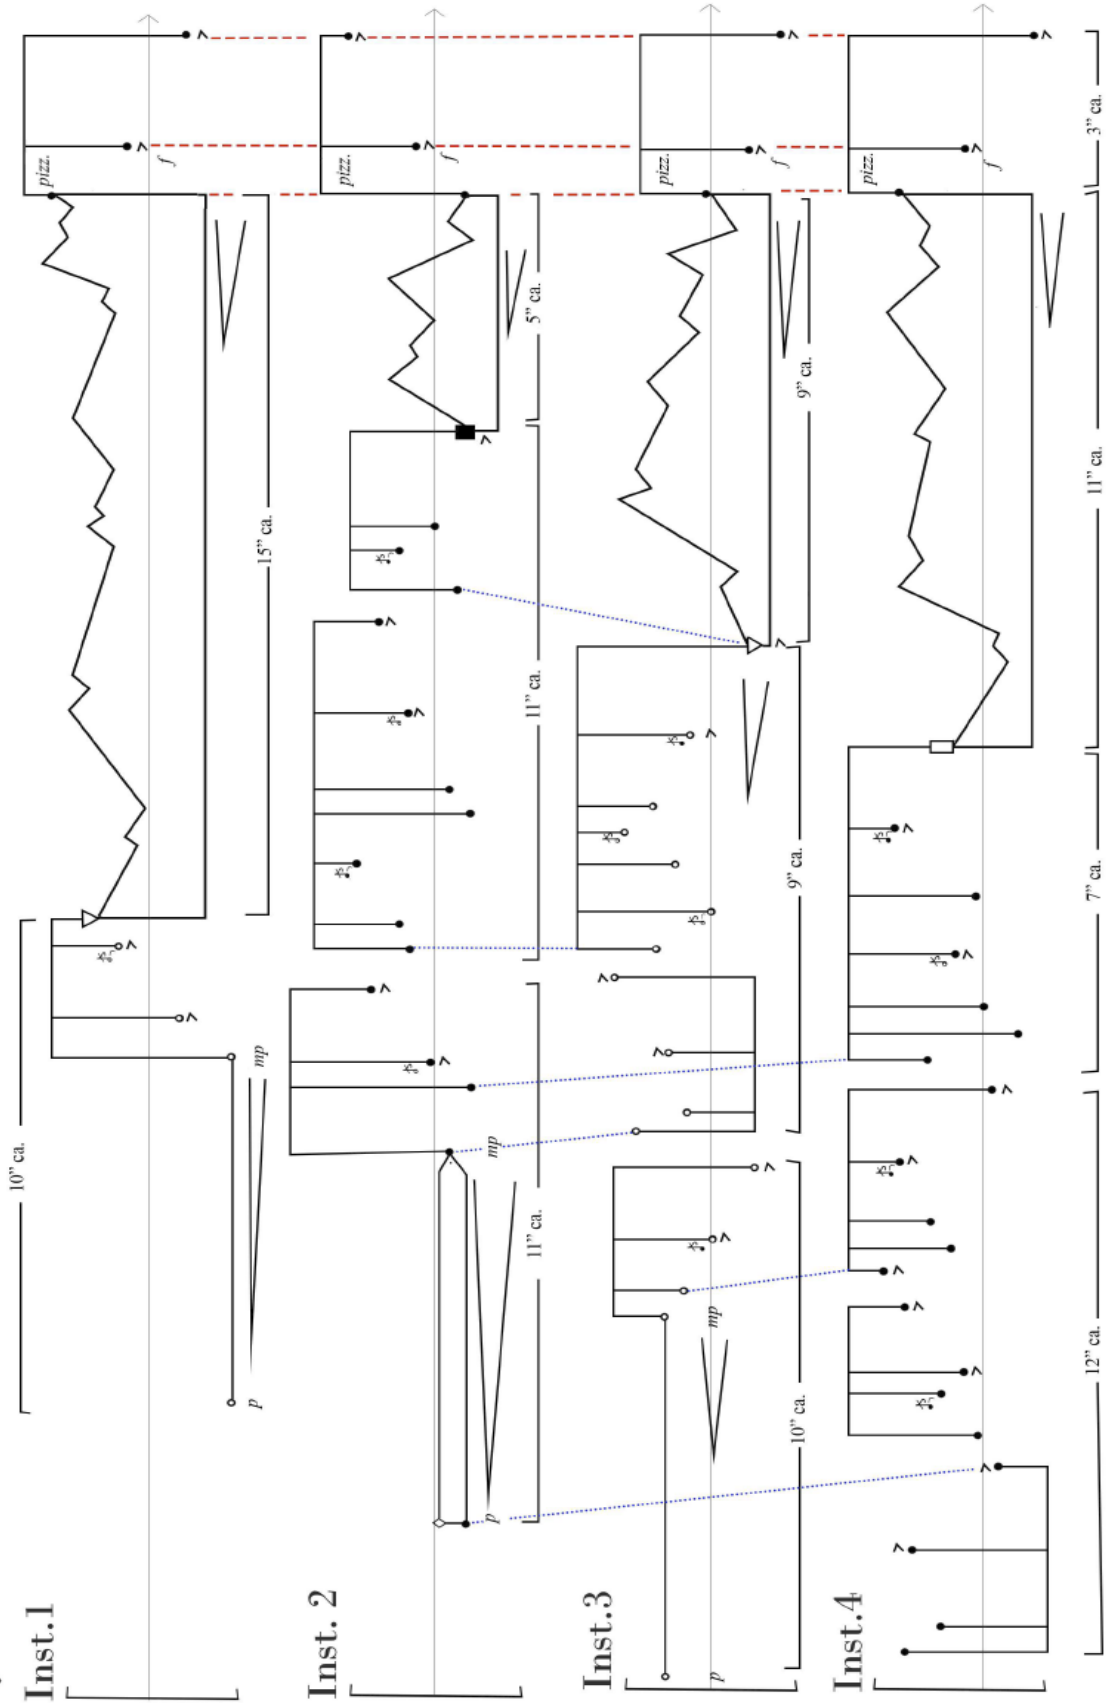 Inst.1
p
mp
pizz.
f
10” ca.
15” ca.
Inst. 2
p
mp
pizz.
f
11” ca.
11” ca.
5” ca.
Inst.3
p
mp
pizz.
f
10” ca.
9” ca.
9” ca.
Inst.4
pizz.
f
12” ca.
7” ca.
11” ca.
3” ca.